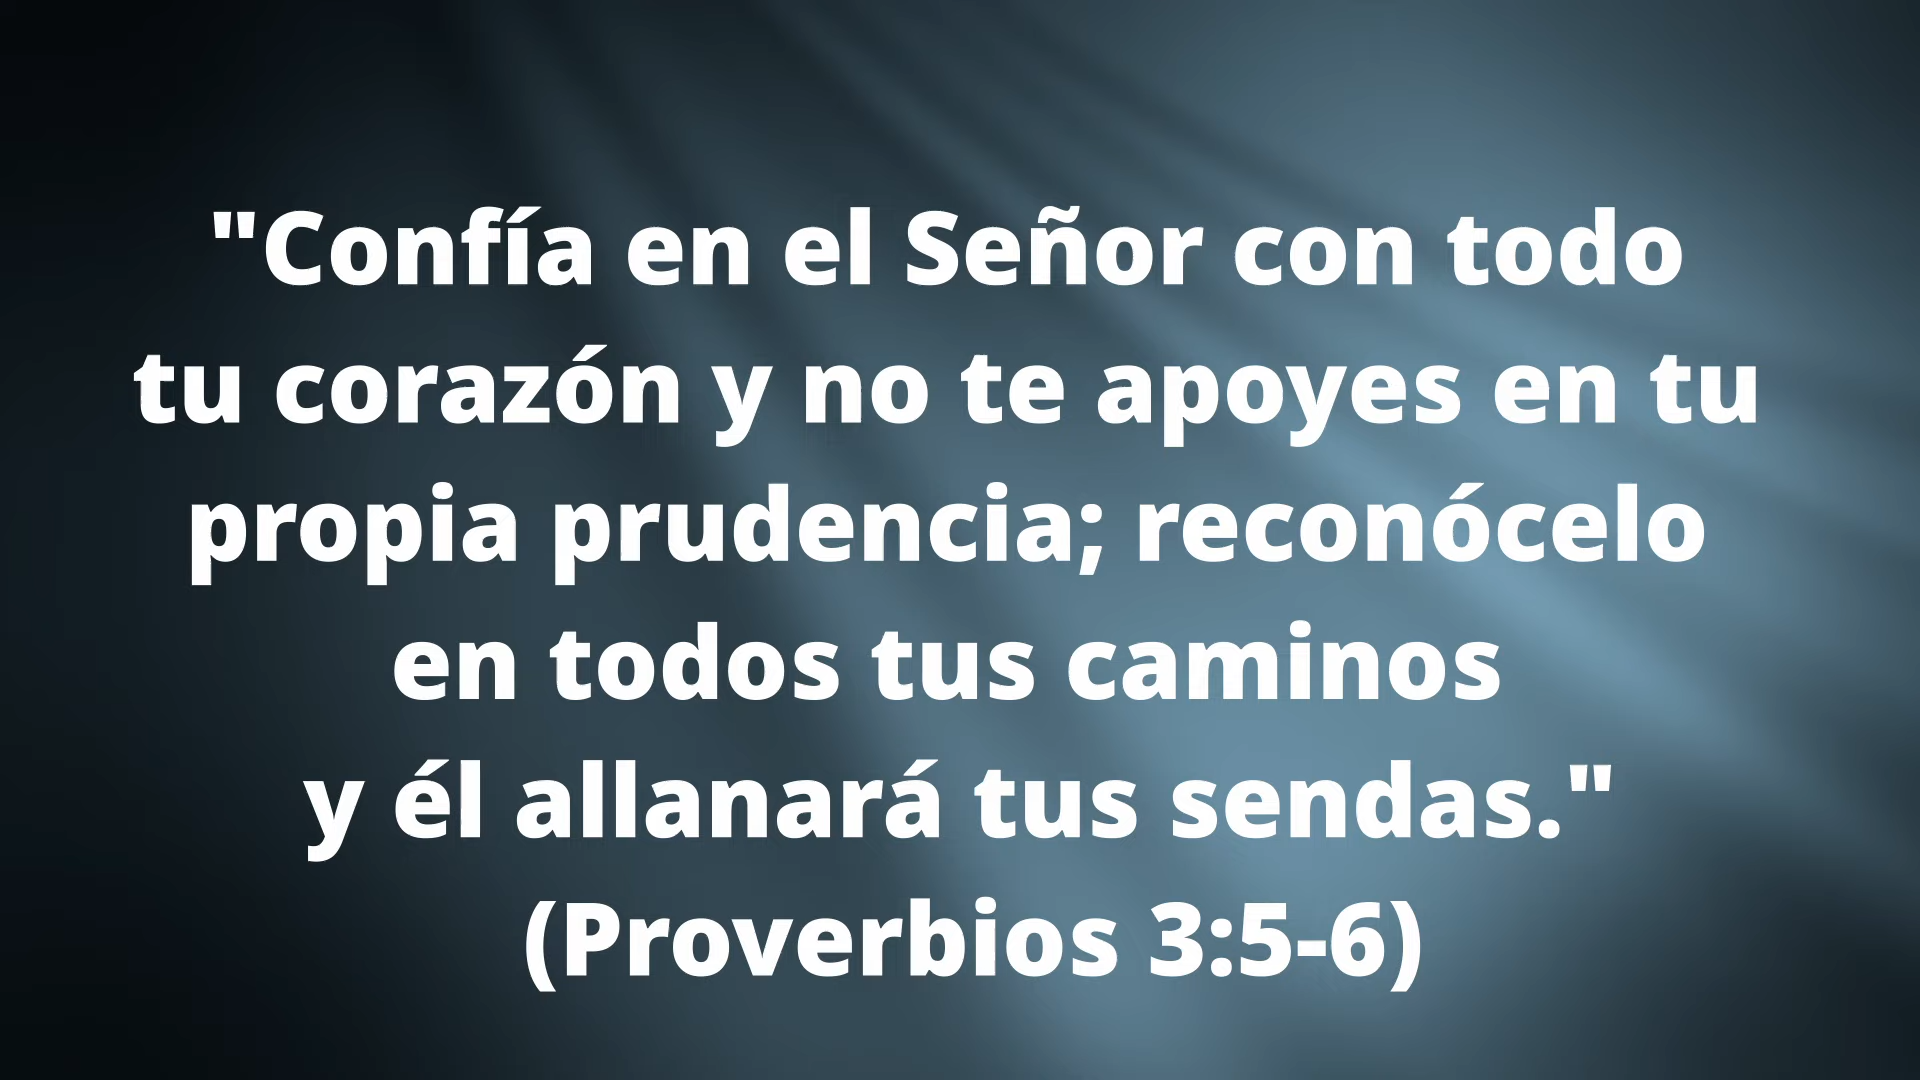 "Confía en el Señor con todo
tu corazón y no te apoyes en tu
propia prudencia; reconócelo
en todos tus caminos
y él allanará tus sendas."
(Proverbios 3:5-6)